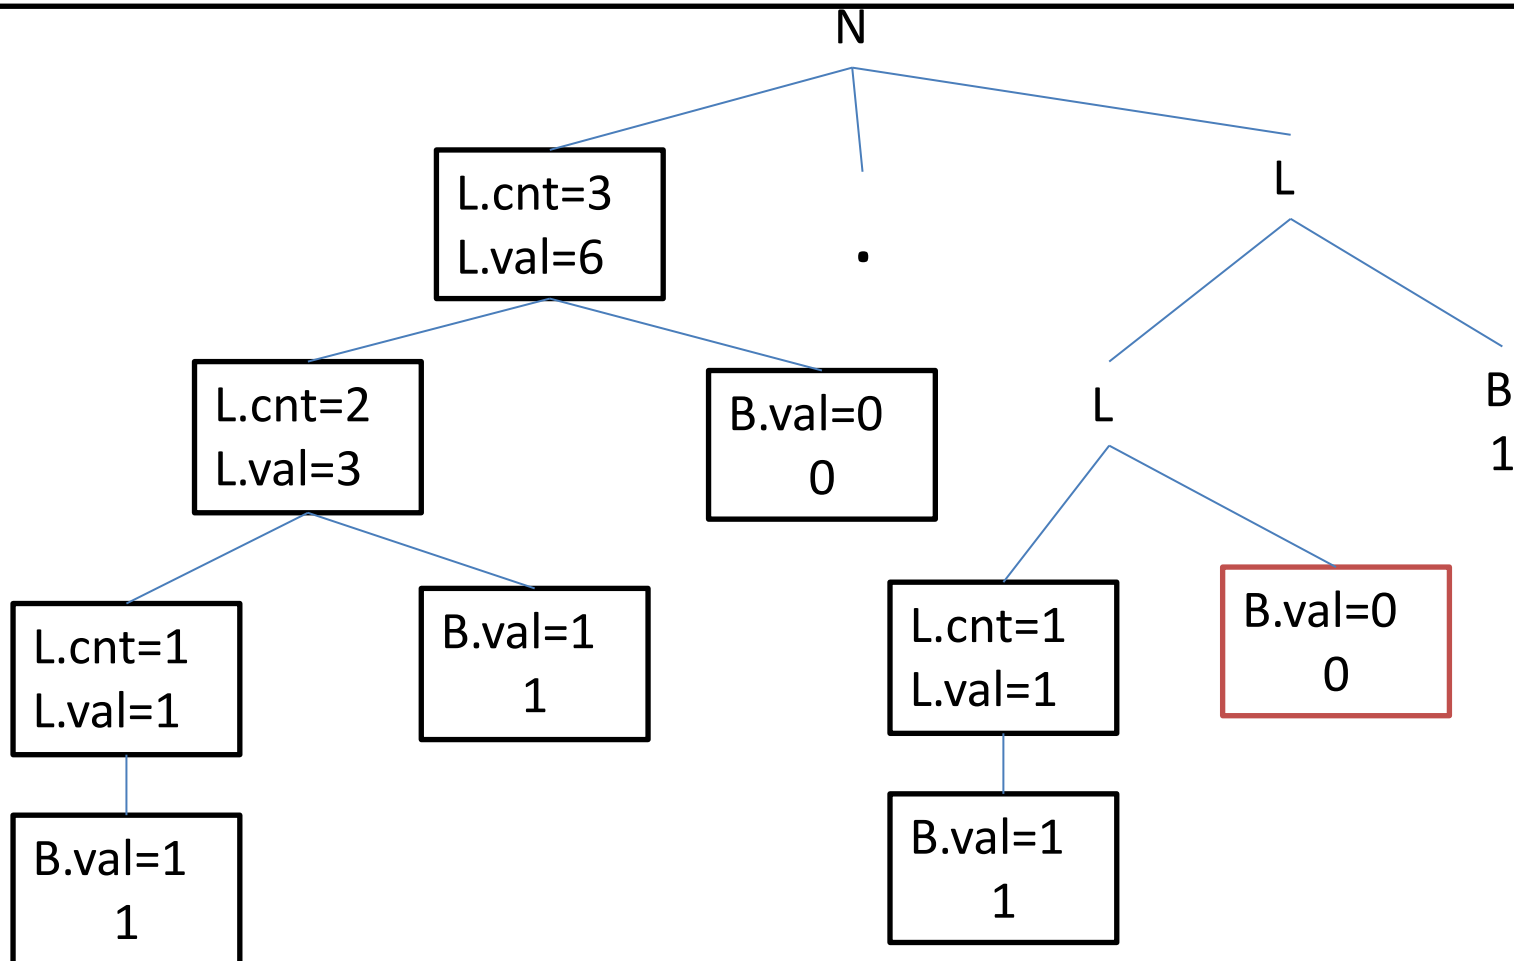 N
L.cnt=3
L.val=6
.
L
L.cnt=2
L.val=3
B.val=0
0
L
B
1
L.cnt=1
L.val=1
B.val=1
1
L.cnt=1
L.val=1
B.val=0
0
B.val=1
1
B.val=1
1